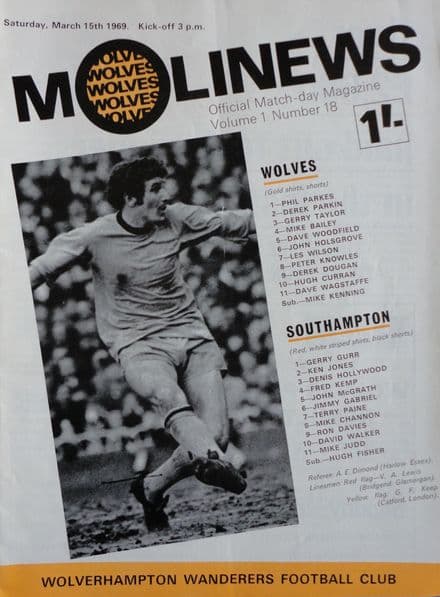 Saturday, March 15th 1969. Kick-off 3 p.m.
MOLINEWS
WOLVES
WOLVES
WOLVES
WOLVES
WOLVES
Official Match-day Magazine
Volume 1 Number 18
1'-
WOLVES
(Gold shirts, shorts)
1—PHIL PARKES
2—DEREK PARKIN
3—GERRY TAYLOR
4—MIKE BAILEY
5—DAVE WOODFIELD
6—JOHN HOLSGROVE
7—LES WILSON
8—PETER KNOWLES
9—DEREK DOUGAN
10—HUGH CURRAN
11—DAVE WAGSTAFFE
Sub.—MIKE KENNING
SOUTHAMPTON
(Red, white striped shirts, black shorts)
1—GERRY GURR
2—KEN JONES
3—DENIS HOLLYWOOD
4—FRED KEMP
5—JOHN McGRATH
6—JIMMY GABRIEL
7—TERRY PAINE
8—MIKE CHANNON
9—RON DAVIES
10—DAVID WALKER
11—MIKE JUDD
Sub.—HUGH FISHER
Referee: A. E. Dimond (Harlow, Essex).
Linesmen: Red flag—V. A. Lewis
(Bridgend, Glamorgan).
Yellow flag: G. F. Keep
(Catford, London).
WOLVERHAMPTON WANDERERS FOOTBALL CLUB